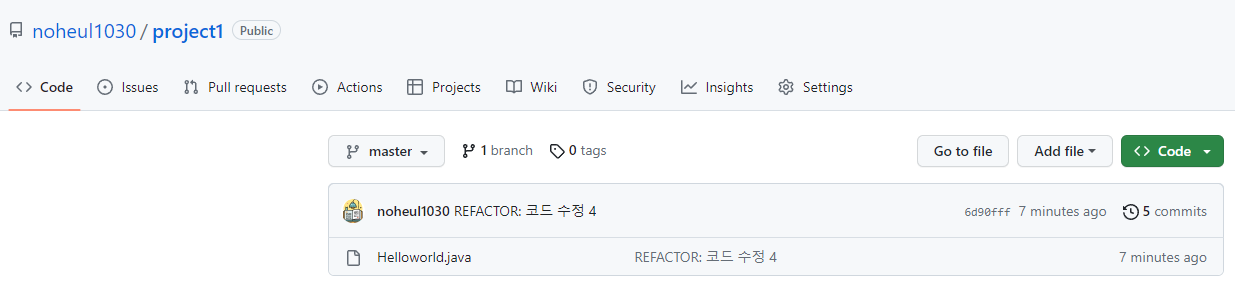 noheul1030 / project1 Public
Code Issues Pull requests Actions Projects Wiki Security Insights Settings
master 1 branch 0 tags Go to file Add file Code
noheul1030 REFACTOR: 코드 수정 4 6d90fff 7 minutes ago 5 commits
Helloworld.java REFACTOR: 코드 수정 4 7 minutes ago